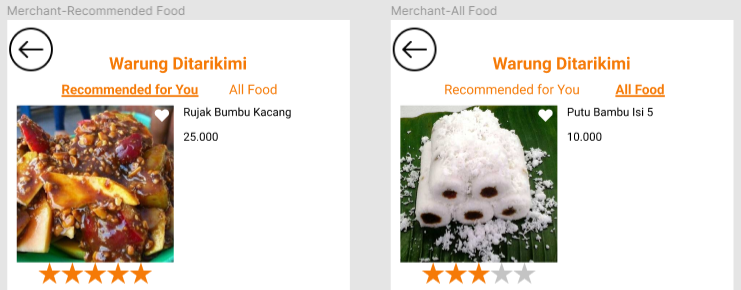 Merchant-Recommended Food
Warung Ditarikimi
Recommended for You All Food
Rujak Bumbu Kacang
25.000
Merchant-All Food
Warung Ditarikimi
Recommended for You All Food
Putu Bambu Isi 5
10.000